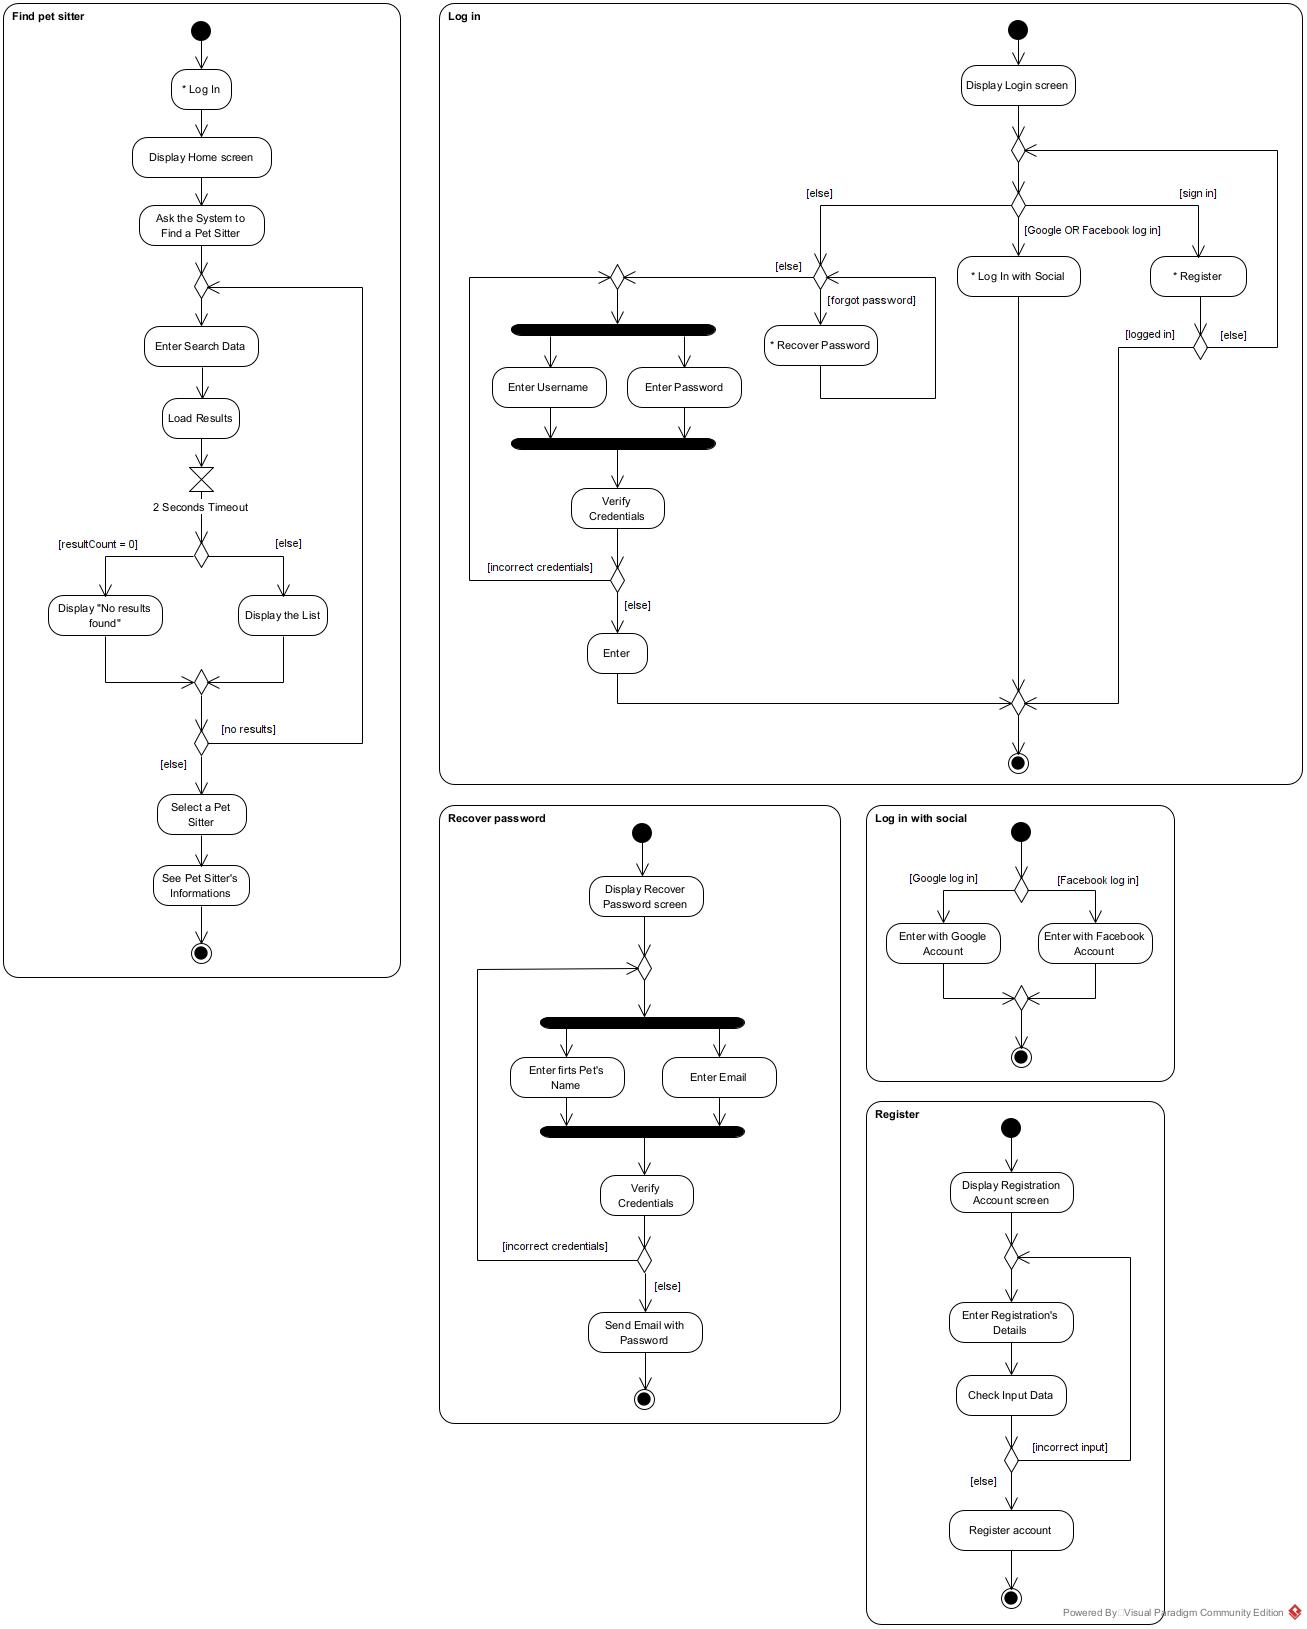 Find pet sitter
* Log In
Display Home screen
Ask the System to
Find a Pet Sitter
Enter Search Data
Load Results
2 Seconds Timeout
[resultCount = 0]
[else]
Display "No results
found"
Display the List
[no results]
[else]
Select a Pet
Sitter
See Pet Sitter's
Informations
Log in
Display Login screen
[else]
[sign in]
[Google OR Facebook log in]
[else]
* Log In with Social
* Register
[forgot password]
* Recover Password
[logged in]
[else]
Enter Username
Enter Password
Verify
Credentials
[incorrect credentials]
[else]
Enter
Recover password
Display Recover
Password screen
Enter firts Pet's
Name
Enter Email
Verify
Credentials
[incorrect credentials]
[else]
Send Email with
Password
Log in with social
[Google log in]
[Facebook log in]
Enter with Google
Account
Enter with Facebook
Account
Register
Display Registration
Account screen
Enter Registration's
Details
Check Input Data
[incorrect input]
[else]
Register account
Powered By Visual Paradigm Community Edition